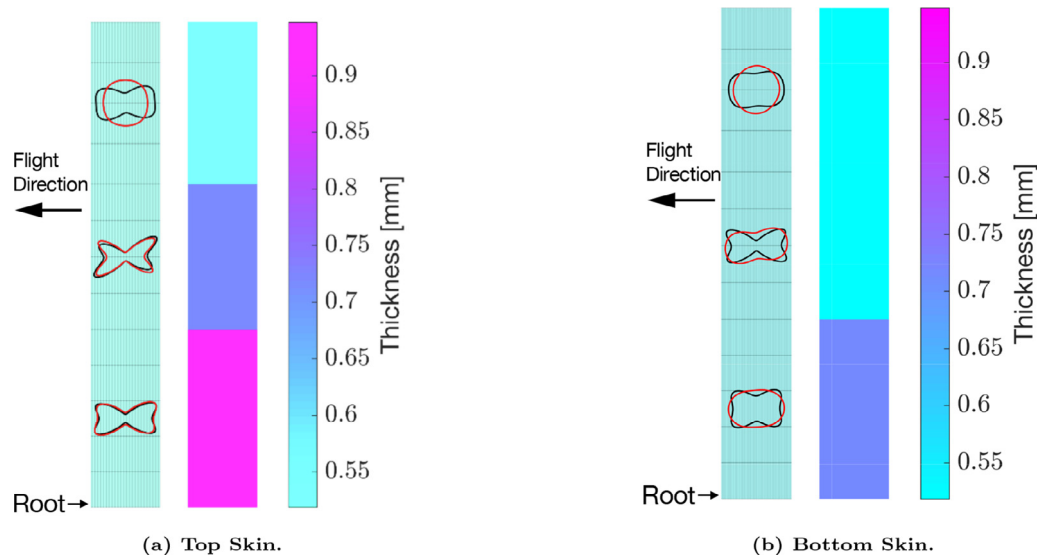 Flight
Direction
Root
0.9
0.85
0.8
0.75
0.7
0.65
0.6
0.55
Thickness [mm]
(a) Top Skin.
Flight
Direction
Root
0.9
0.85
0.8
0.75
0.7
0.65
0.6
0.55
Thickness [mm]
(b) Bottom Skin.